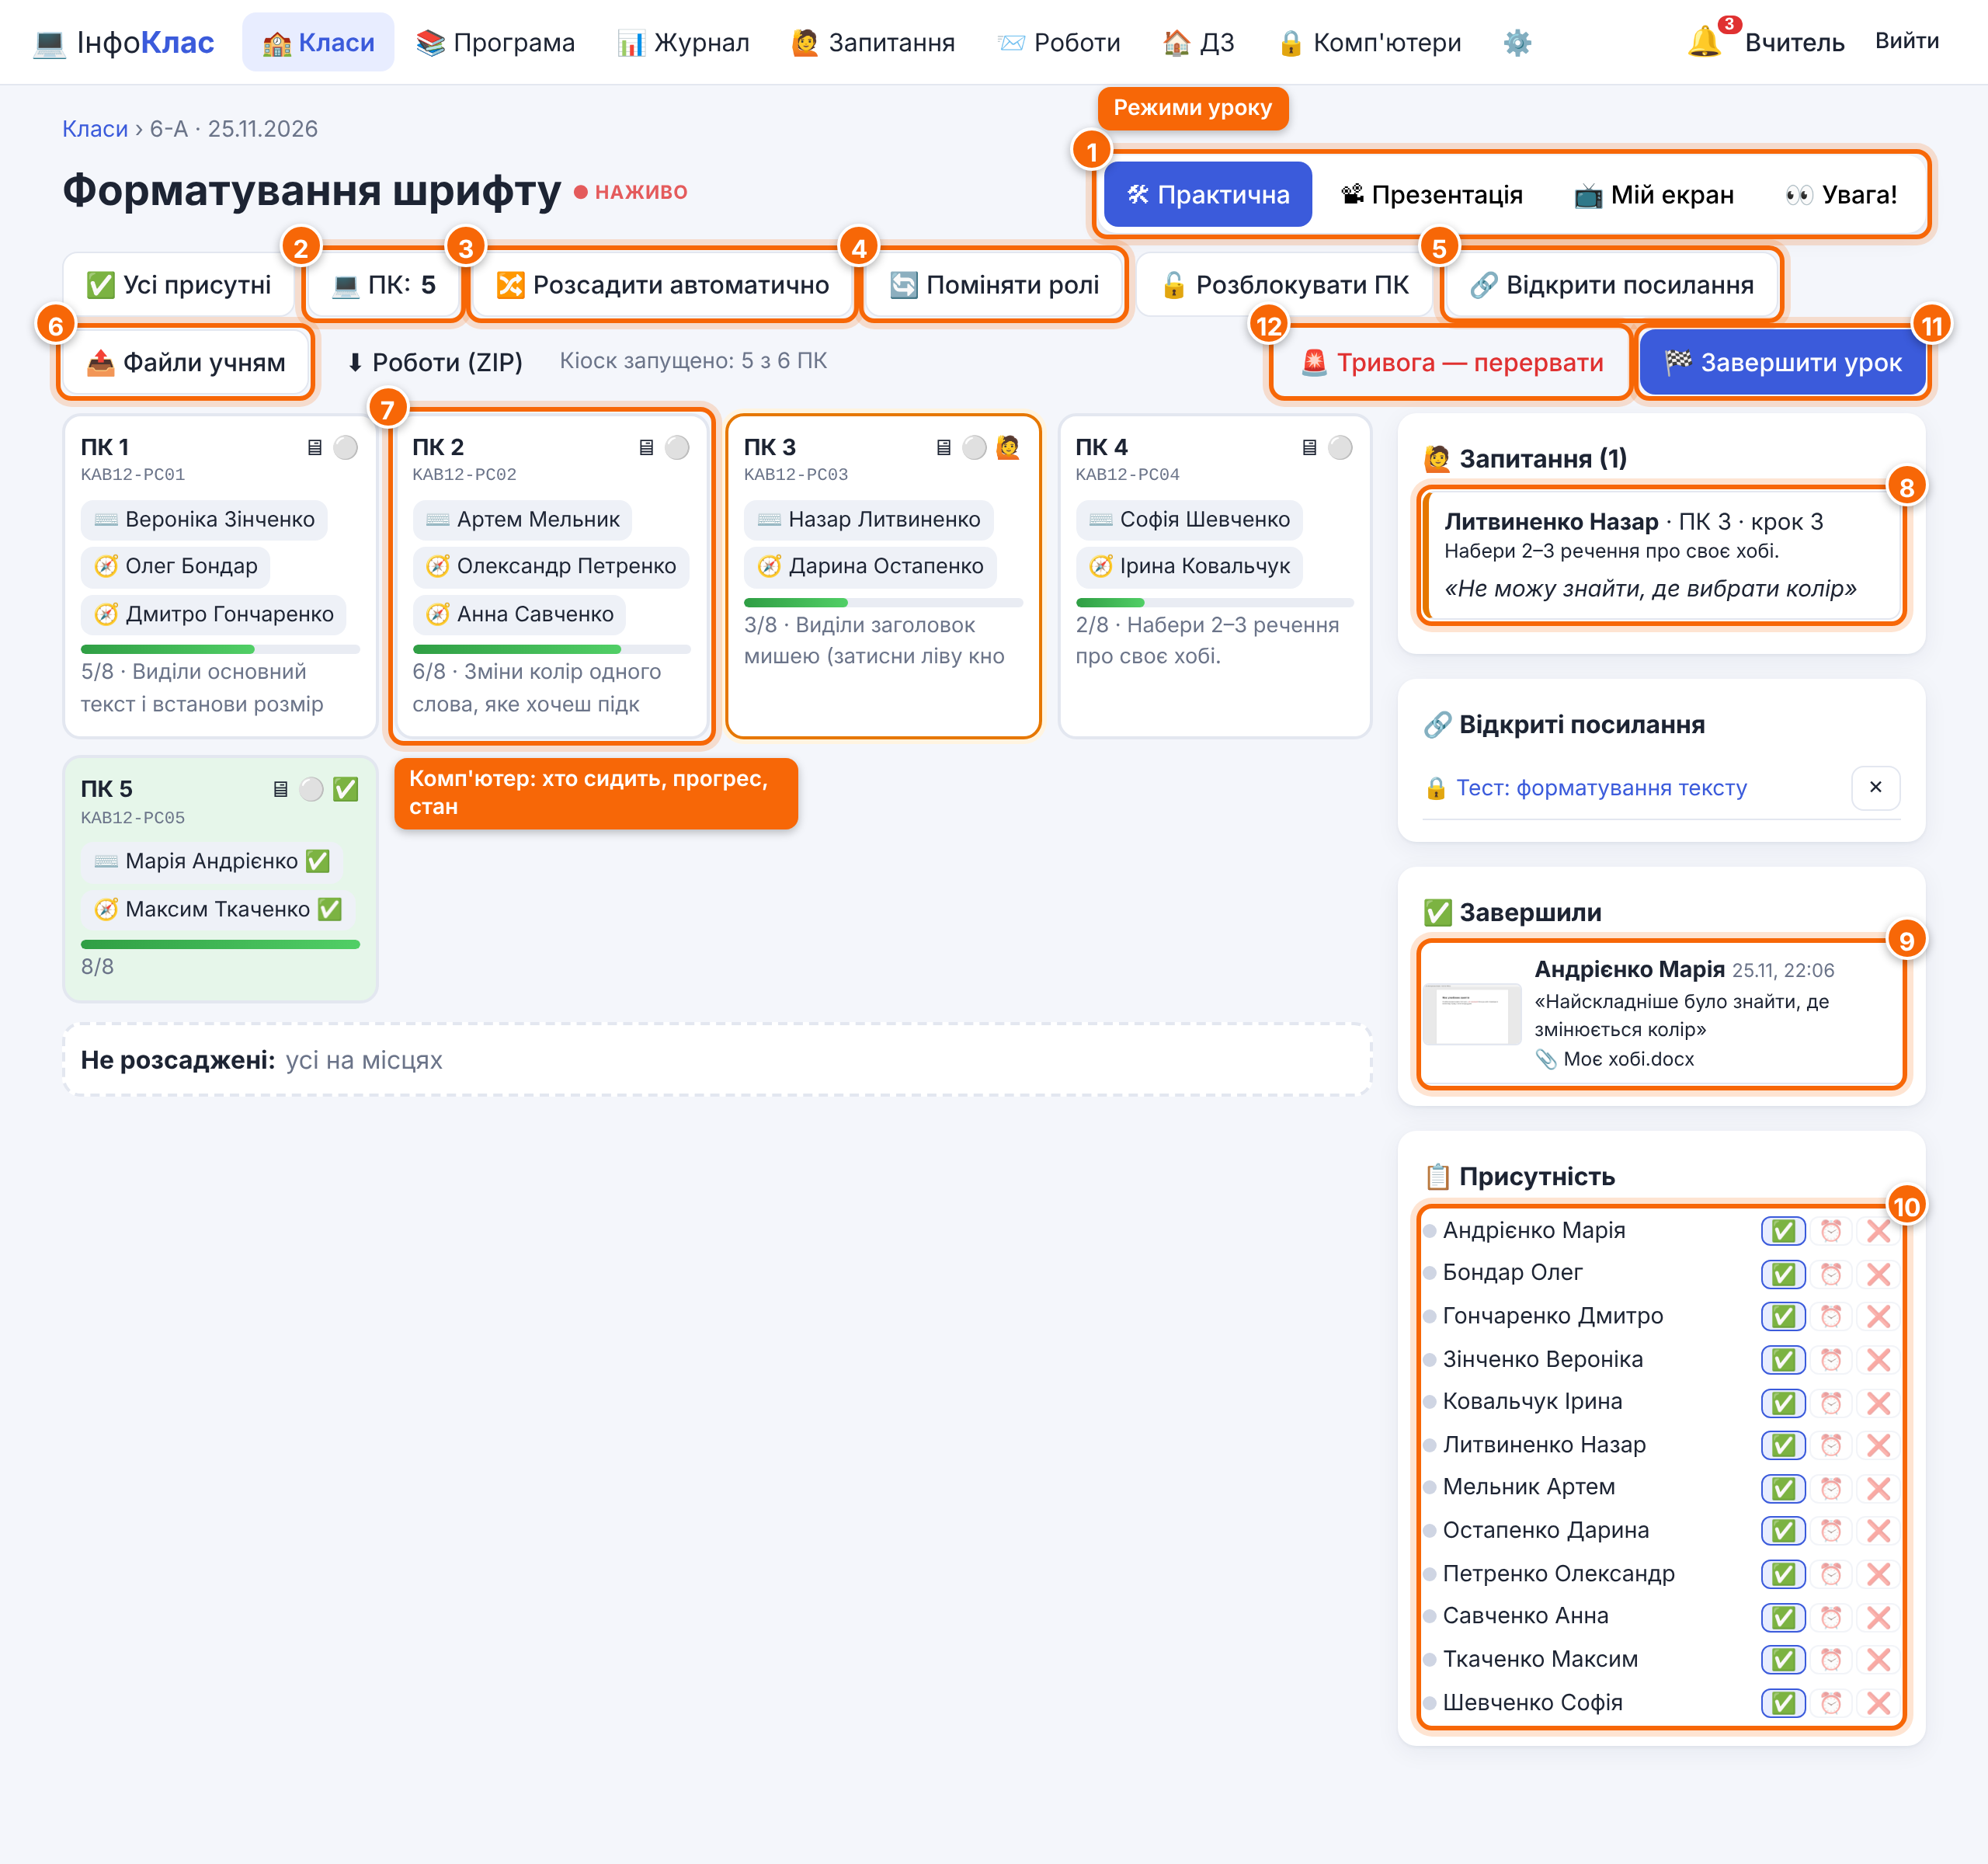 ІнфоКлас
Класи
Програма
Журнал
Запитання
Роботи
ДЗ
Комп'ютери
3
Вчитель
Вийти
Класи › 6-А · 25.11.2026
Режими уроку
1
Форматування шрифту
НАЖИВО
Практична
Презентація
Мій екран
Увага!
2
3
4
5
Усі присутні
ПК: 5
Розсадити автоматично
Поміняти ролі
Розблокувати ПК
Відкрити посилання
6
12
11
Файли учням
Роботи (ZIP)
Кіоск запущено: 5 з 6 ПК
Тривога — перервати
Завершити урок
7
ПК 1
КАВ12-РС01
Вероніка Зінченко
Олег Бондар
Дмитро Гончаренко
5/8 · Виділи основний
текст і встанови розмір
ПК 2
КАВ12-РС02
Артем Мельник
Олександр Петренко
Анна Савченко
6/8 · Зміни колір одного
слова, яке хочеш підк
ПК 3
КАВ12-РС03
Назар Литвиненко
Дарина Остапенко
3/8 · Виділи заголовок
мишею (затисни ліву кно
ПК 4
КАВ12-РС04
Софія Шевченко
Ірина Ковальчук
2/8 · Набери 2–3 речення
про своє хобі.
ПК 5
КАВ12-РС05
Марія Андрієнко
Максим Ткаченко
8/8
Комп'ютер: хто сидить, прогрес,
стан
Не розсаджені: усі на місцях
Запитання (1)
8
Литвиненко Назар · ПК 3 · крок 3
Набери 2–3 речення про своє хобі.
«Не можу знайти, де вибрати колір»
Відкриті посилання
Тест: форматування тексту
✕
Завершили
9
Андрієнко Марія 25.11, 22:06
«Найскладніше було знайти, де
змінюється колір»
Моє хобі.docx
Присутність
10
Андрієнко Марія
Бондар Олег
Гончаренко Дмитро
Зінченко Вероніка
Ковальчук Ірина
Литвиненко Назар
Мельник Артем
Остапенко Дарина
Петренко Олександр
Савченко Анна
Ткаченко Максим
Шевченко Софія